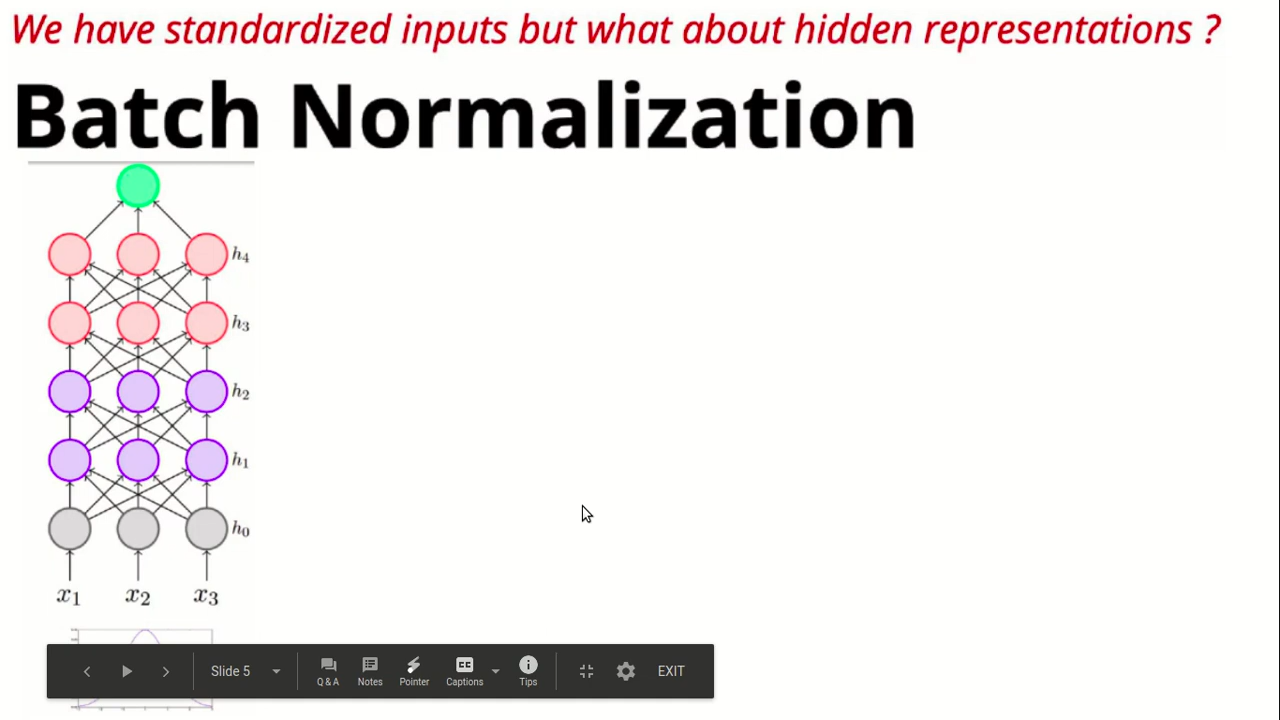 We have standardized inputs but what about hidden representations ?
Batch Normalization
h₄
h₃
h₂
h₁
h₀
x₁ x₂ x₃
Slide 5 Q & A Notes Pointer CC Captions Tips EXIT